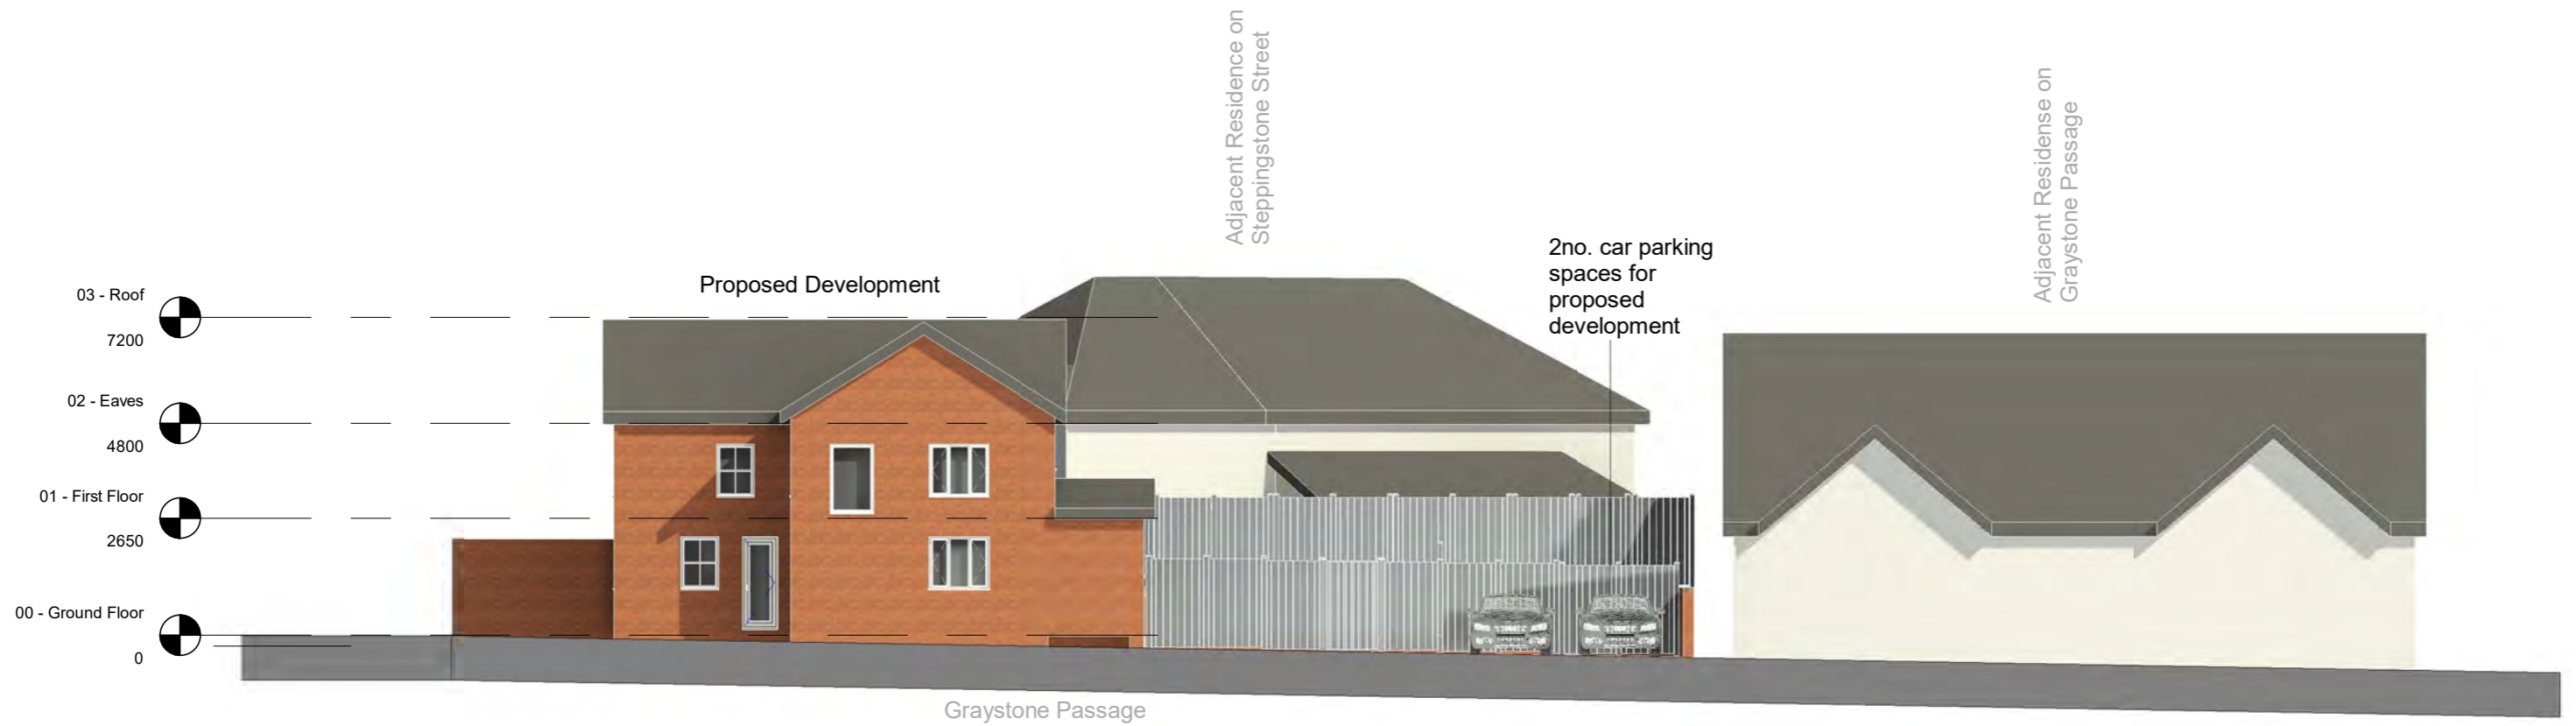 Adjacent Residence on
Steppingstone Street
Adjacent Residense on
Graystone Passage
2no. car parking
spaces for
proposed
development
Proposed Development
03 - Roof
7200
02 - Eaves
4800
01 - First Floor
2650
00 - Ground Floor
0
Graystone Passage